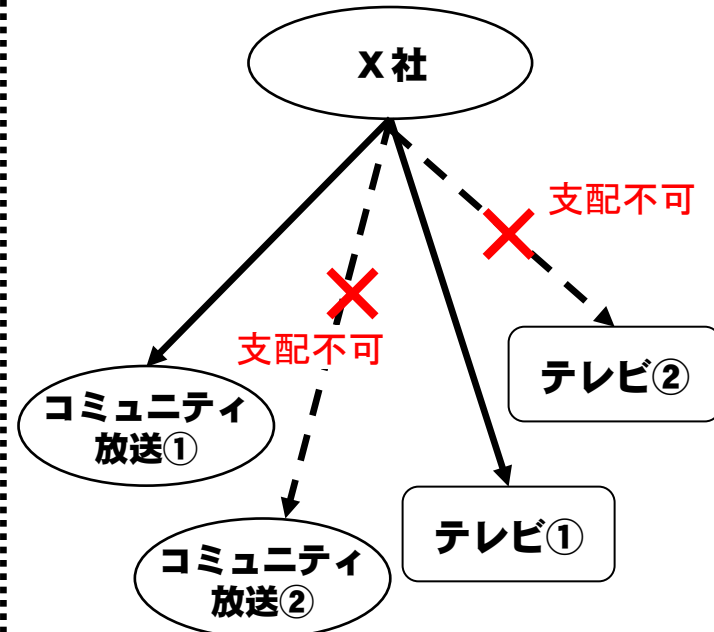 X社
支配不可
支配不可
テレビ②
コミュニティ
放送①
テレビ①
コミュニティ
放送②